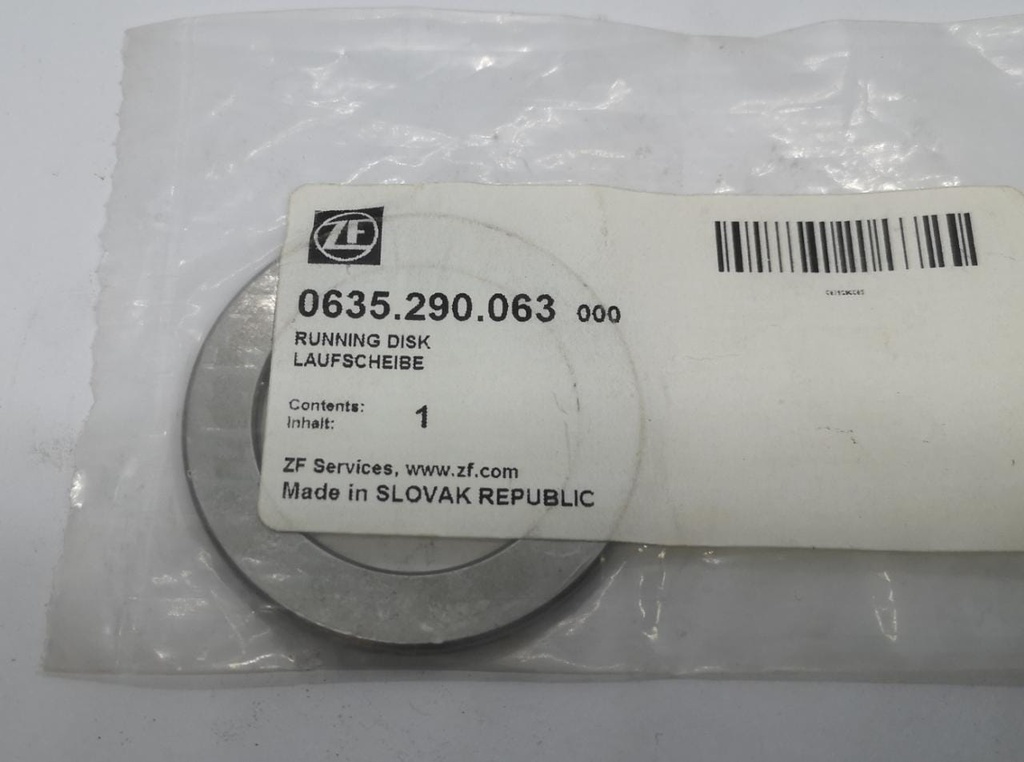 ZF
0635.290.063 000
RUNNING DISK
LAUFSCHEIBE
Contents:
Inhalt: 1
ZF Services, www.zf.com
Made in SLOVAK REPUBLIC